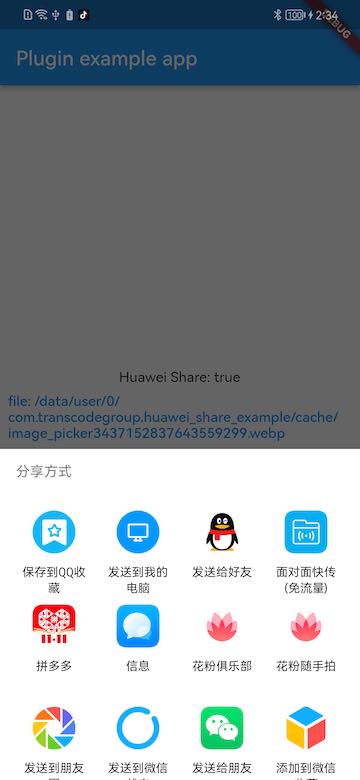 100
2:34
DEBUG
Plugin example app
Huawei Share: true
file: /data/user/0/
com.transcodegroup.huawei_share_example/cache/
image_picker3437152837643559299.webp
分享方式
保存到QQ收
藏
发送到我的
电脑
发送给好友
面对面快传
(免流量)
11·11
拼多多
信息
花粉俱乐部
花粉随手拍
发送到朋友
发送到微信
发送给朋友
添加到微信